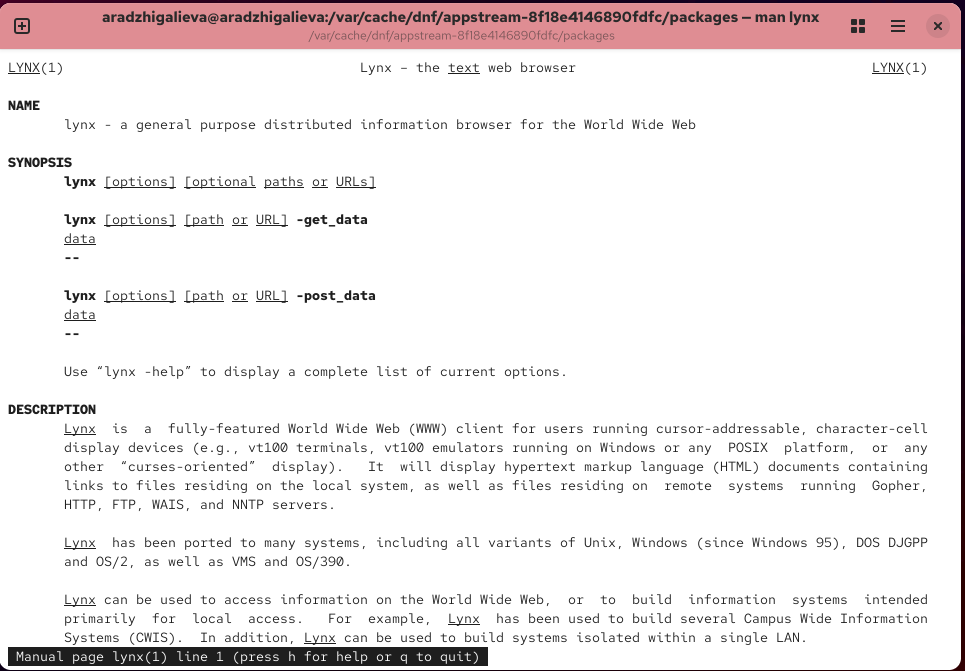 aradzhigalieva@aradzhigalieva:/var/cache/dnf/appstream-8f18e4146890fdfc/packages — man lynx
/var/cache/dnf/appstream-8f18e4146890fdfc/packages
LYNX(1) Lynx – the text web browser LYNX(1)
NAME
lynx - a general purpose distributed information browser for the World Wide Web
SYNOPSIS
lynx [options] [optional paths or URLs]
lynx [options] [path or URL] -get_data
data
--
lynx [options] [path or URL] -post_data
data
--
Use “lynx -help” to display a complete list of current options.
DESCRIPTION
Lynx is a fully-featured World Wide Web (WWW) client for users running cursor-addressable, character-cell
display devices (e.g., vt100 terminals, vt100 emulators running on Windows or any POSIX platform, or any
other “curses-oriented” display). It will display hypertext markup language (HTML) documents containing
links to files residing on the local system, as well as files residing on remote systems running Gopher,
HTTP, FTP, WAIS, and NNTP servers.
Lynx has been ported to many systems, including all variants of Unix, Windows (since Windows 95), DOS DJGPP
and OS/2, as well as VMS and OS/390.
Lynx can be used to access information on the World Wide Web, or to build information systems intended
primarily for local access. For example, Lynx has been used to build several Campus Wide Information
Systems (CWIS). In addition, Lynx can be used to build systems isolated within a single LAN.
Manual page lynx(1) line 1 (press h for help or q to quit)